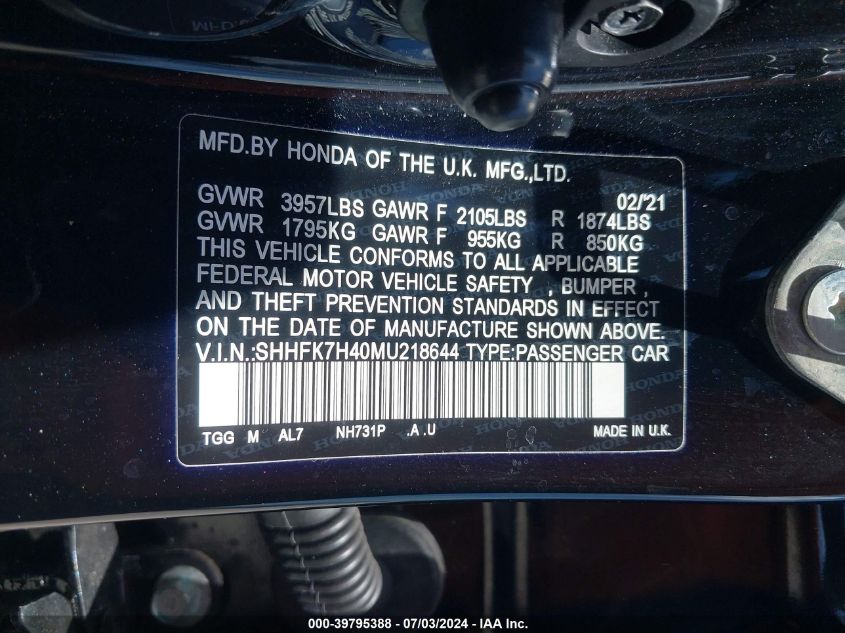 MFD.BY HONDA OF THE U.K. MFG.,LTD.
02/'21
GVWR 3957LBS GAWR F 2105LBS R 1874LBS
GVWR 1795KG GAWR F 955KG R 850KG
THIS VEHICLE CONFORMS TO ALL APPLICABLE
FEDERAL MOTOR VEHICLE SAFETY , BUMPER ,
AND THEFT PREVENTION STANDARDS IN EFFECT
ON THE DATE OF MANUFACTURE SHOWN ABOVE.
V.I.N.:SHHFK7H40MU218644 TYPE:PASSENGER CAR
TGG M AL7 NH731P .A .U MADE IN U.K.
000-39795388 - 07/03/2024 - IAA Inc.